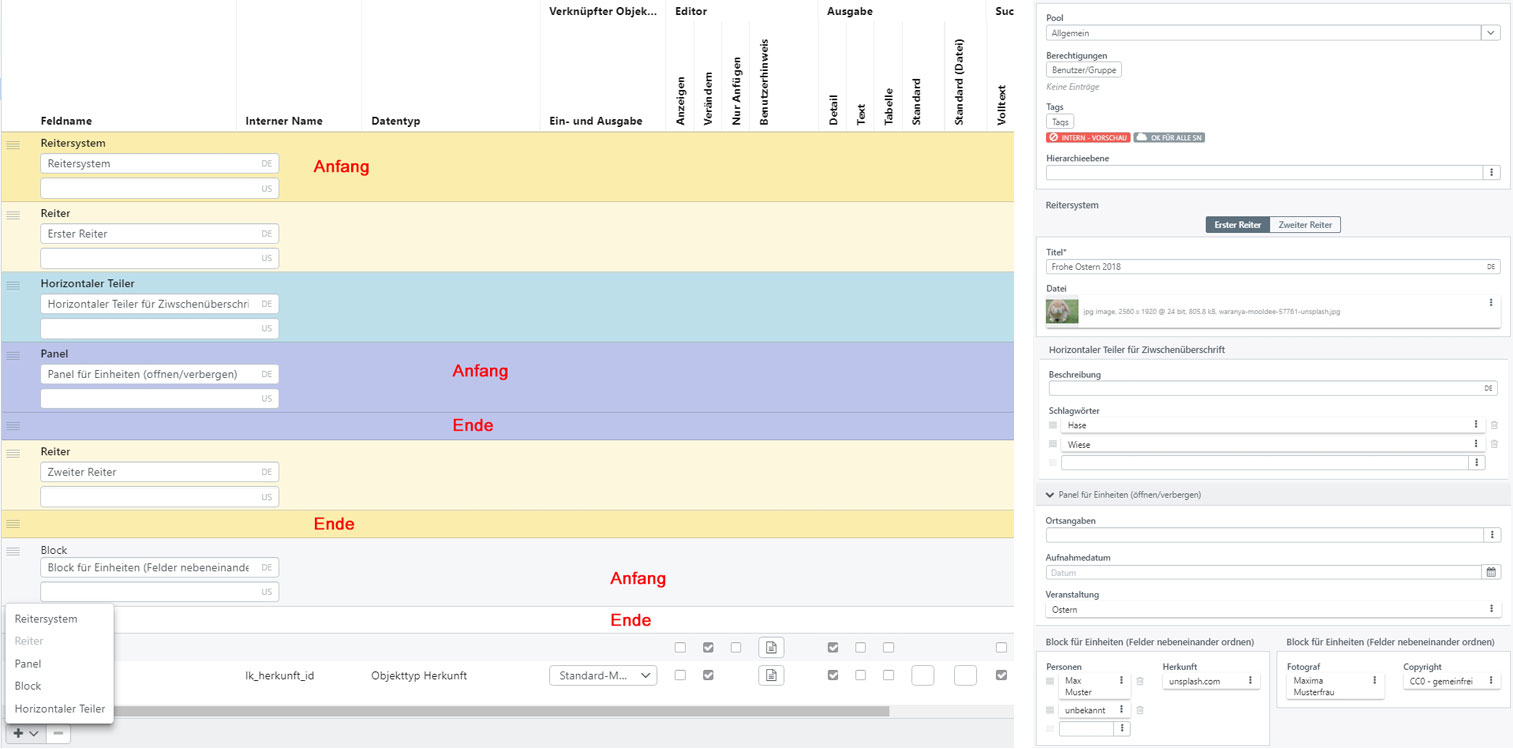 Verknüpfter Objek...
Editor
Ausgabe
Suc
Feldname
Interner Name
Datentyp
Ein- und Ausgabe
Anzeigen
Verändern
Nur Anfügen
Benutzerhinweis
Detail
Text
Tabelle
Standard
Standard (Datei)
Volltext
Reitersystem
Reitersystem DE
Anfang
US
Reiter
Erster Reiter DE
US
Horizontaler Teiler
Horizontaler Teiler für Ziwschenüberschri DE
US
Panel
Panel für Einheiten (öffnen/verbergen) DE
Anfang
US
Ende
Reiter
Zweiter Reiter DE
US
Ende
Block
Block für Einheiten (Felder nebeneinande DE
Anfang
US
Ende
Reitersystem
Reiter
Panel
Block
Horizontaler Teiler
lk_herkunft_id
Objekttyp Herkunft
Standard-M...
Pool
Allgemein
Berechtigungen
Benutzer/Gruppe
Keine Einträge
Tags
Tags
INTERN - VORSCHAU
OK FÜR ALLE SN
Hierarchieebene
Reitersystem
Erster Reiter
Zweiter Reiter
Titel*
Frohe Ostern 2018 DE
Datei
jpg image, 2560 x 1920 @ 24 bit, 805.8 kB, waranya-mooldee-57761-unsplash.jpg
Horizontaler Teiler für Ziwschenüberschrift
Beschreibung
DE
Schlagwörter
Hase
Wiese
Panel für Einheiten (öffnen/verbergen)
Ortsangaben
Aufnahmedatum
Datum
Veranstaltung
Ostern
Block für Einheiten (Felder nebeneinander ordnen)
Personen
Herkunft
Max
Muster
unsplash.com
unbekannt
Block für Einheiten (Felder nebeneinander ordnen)
Fotograf
Copyright
Maxima
Musterfrau
CC0 - gemeinfrei